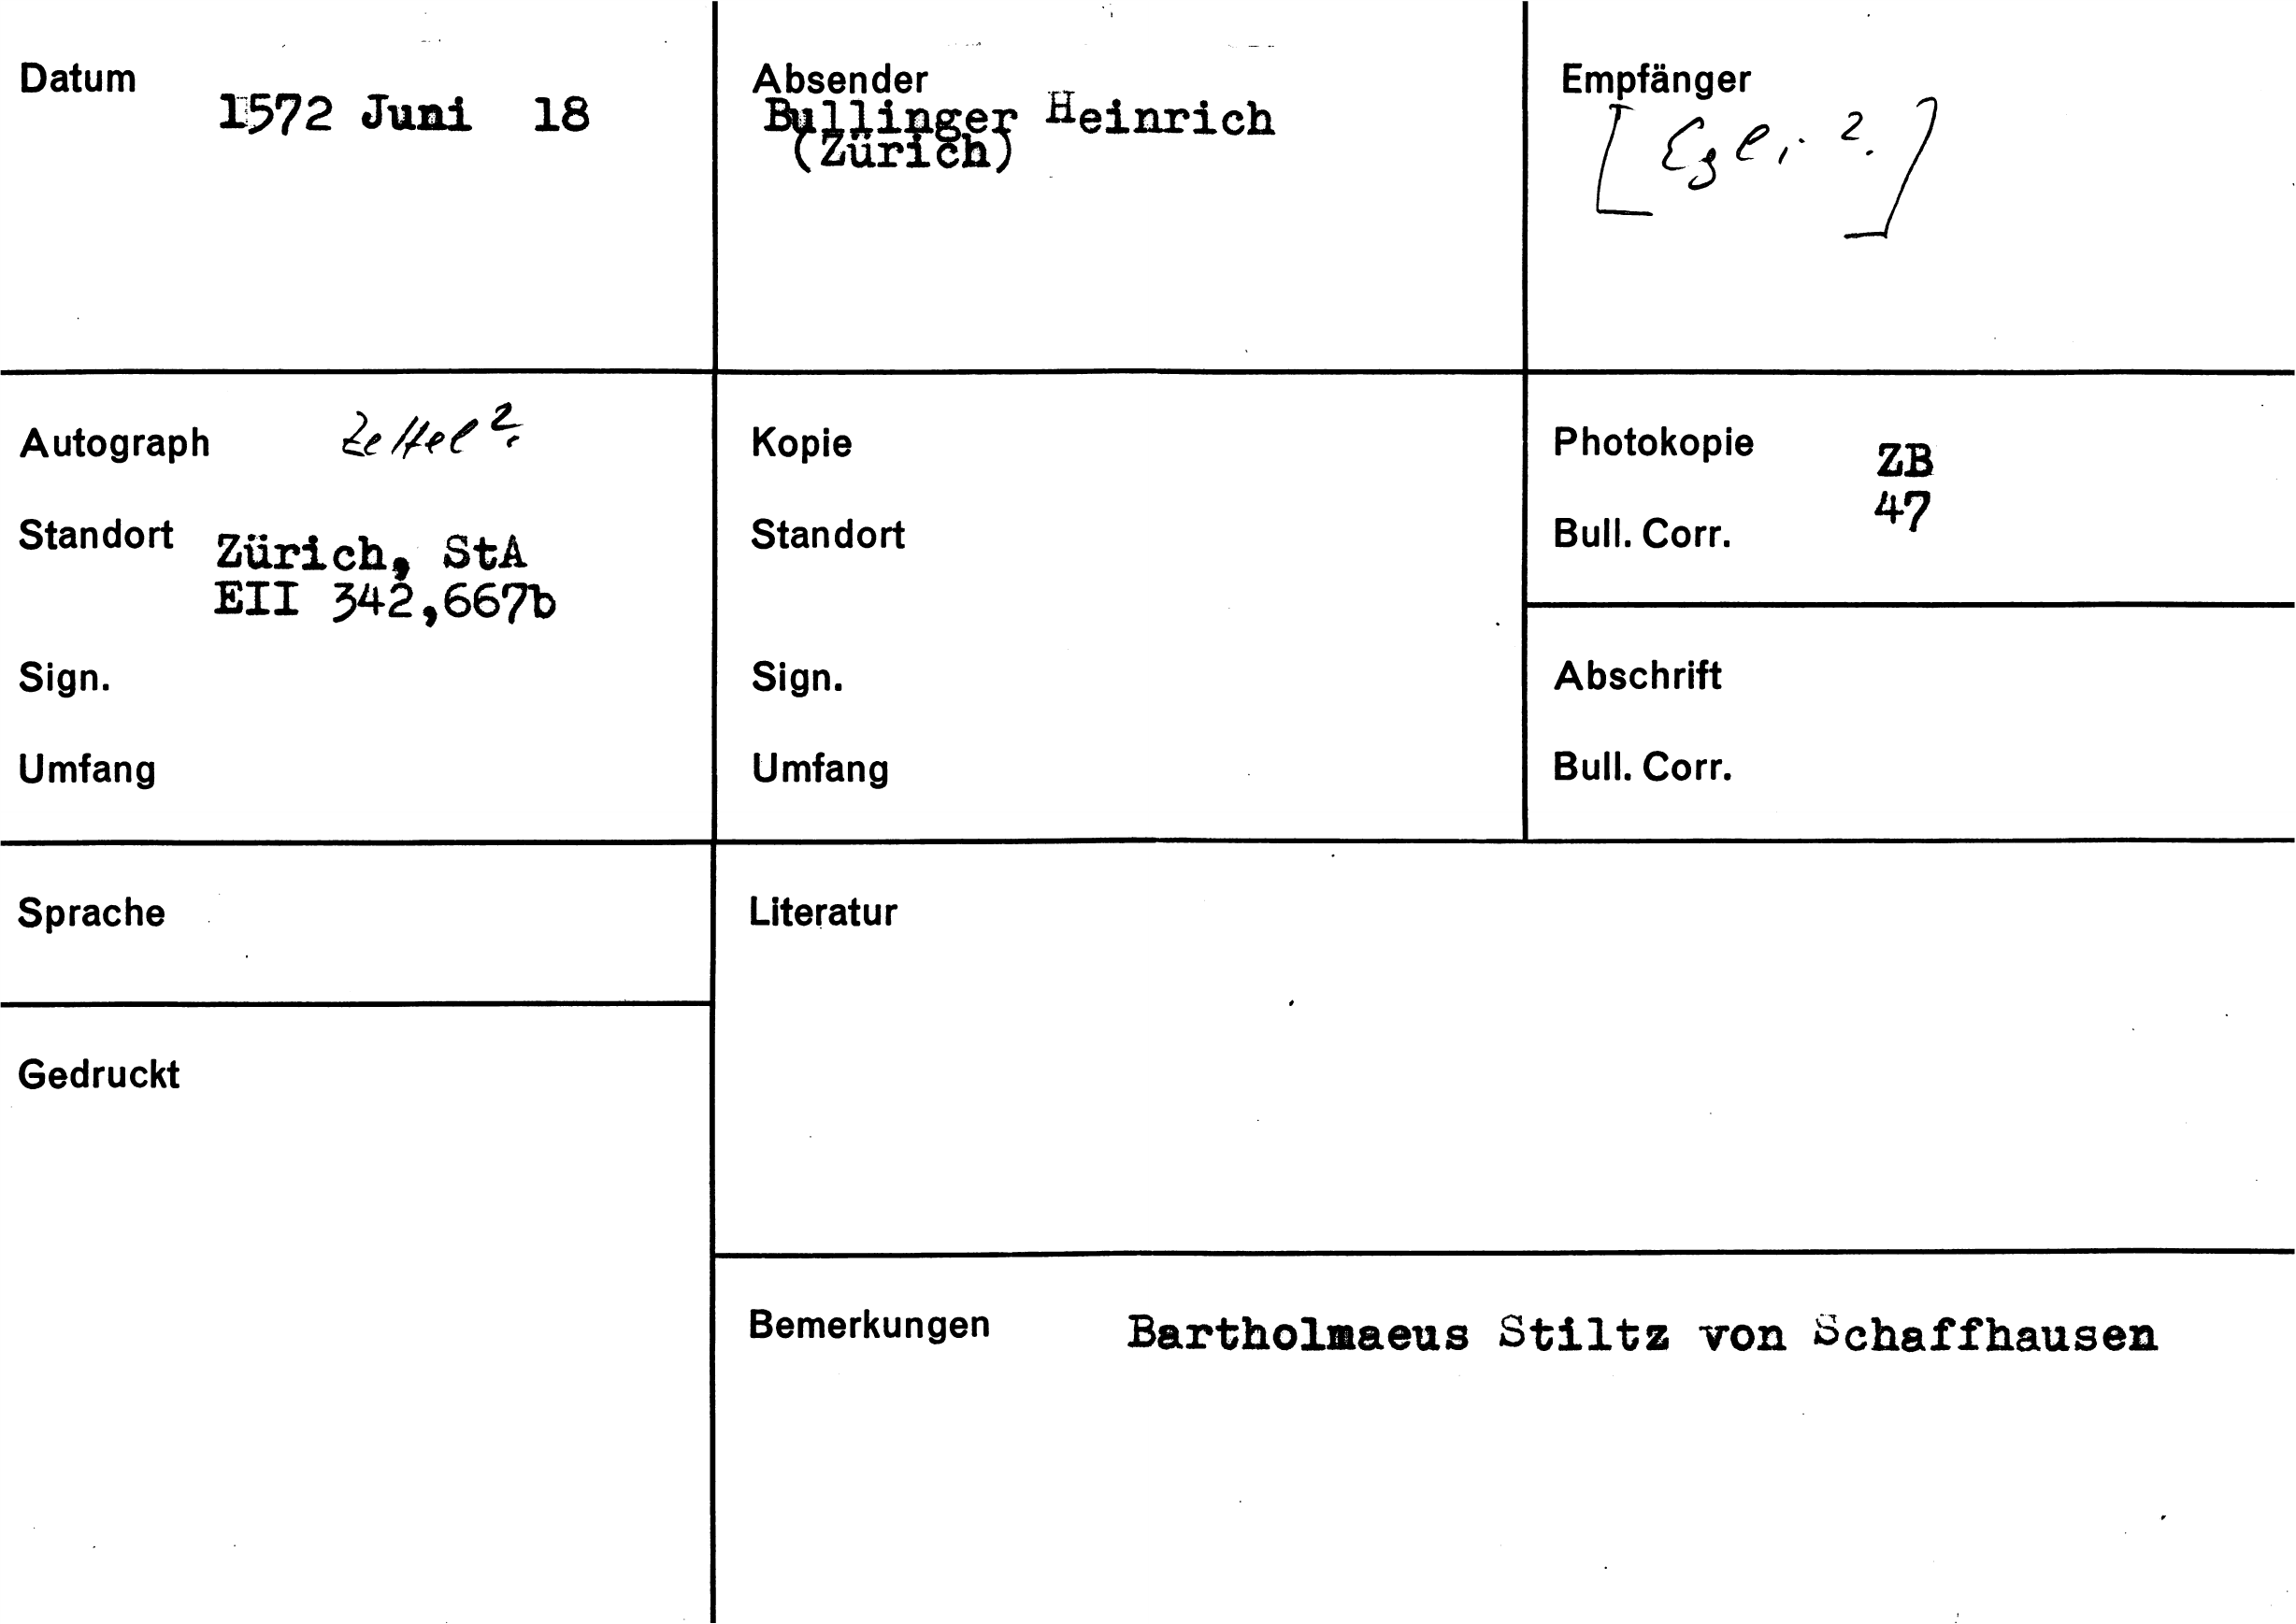 Datum
1572 Juni 18
Absender
Bullinger Heinrich
(Zürich)
Empfänger
[Egli?]
Autograph Zettel?
Standort Zürich, StA
EII 342,667b
Sign.
Umfang
Kopie
Standort
Sign.
Umfang
Photokopie ZB
47
Bull. Corr.
Abschrift
Bull. Corr.
Sprache
Gedruckt
Literatur
Bemerkungen Bartholmaeus Stiltz von Schaffhausen